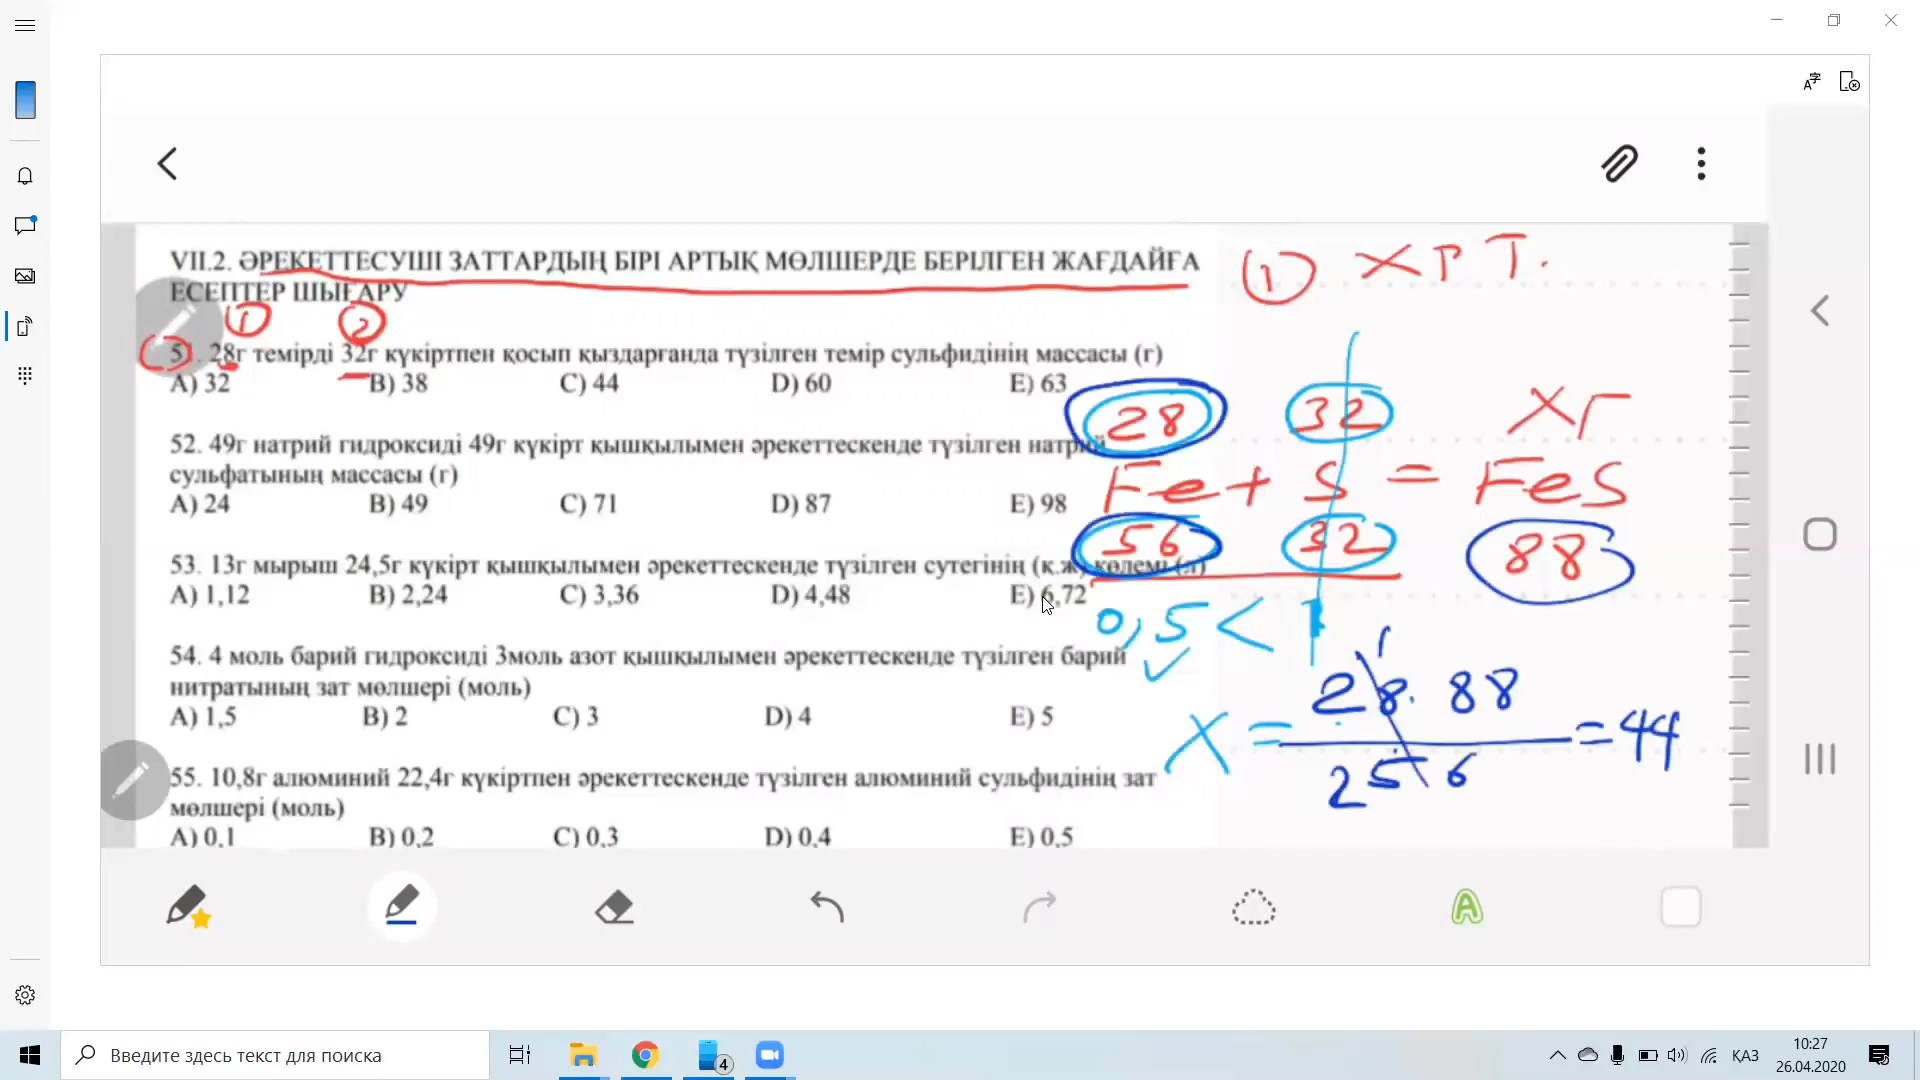 VII.2. ӘРЕКЕТТЕСУШІ ЗАТТАРДЫҢ БІРІ АРТЫҚ МӨЛШЕРДЕ БЕРІЛГЕН ЖАҒДАЙҒА
ЕСЕПТЕР ШЫҒАРУ
1 2
51. 28г темірді 32г күкіртпен қосып қыздарғанда түзілген темір сульфидінің массасы (г)
A) 32 B) 38 C) 44 D) 60 E) 63
52. 49г натрий гидроксиді 49г күкірт қышқылымен әрекеттескенде түзілген натрий
сульфатының массасы (г)
A) 24 B) 49 C) 71 D) 87 E) 98
53. 13г мырыш 24,5г күкірт қышқылымен әрекеттескенде түзілген сутегінің (қ.ж) көлемі (л)
A) 1,12 B) 2,24 C) 3,36 D) 4,48 E) 6,72
54. 4 моль барий гидроксиді 3моль азот қышқылымен әрекеттескенде түзілген барий
нитратының зат мөлшері (моль)
A) 1,5 B) 2 C) 3 D) 4 E) 5
55. 10,8г алюминий 22,4г күкіртпен әрекеттескенде түзілген алюминий сульфидінің зат
мөлшері (моль)
A) 0,1 B) 0,2 C) 0,3 D) 0,4 E) 0,5
1 ХРТ.
28 32 Xг
Fe + S = FeS
56 32 88
0,5 < 1
1
28 · 88
X = = 44
2 56
A
Введите здесь текст для поиска
4
ҚАЗ
10:27
26.04.2020